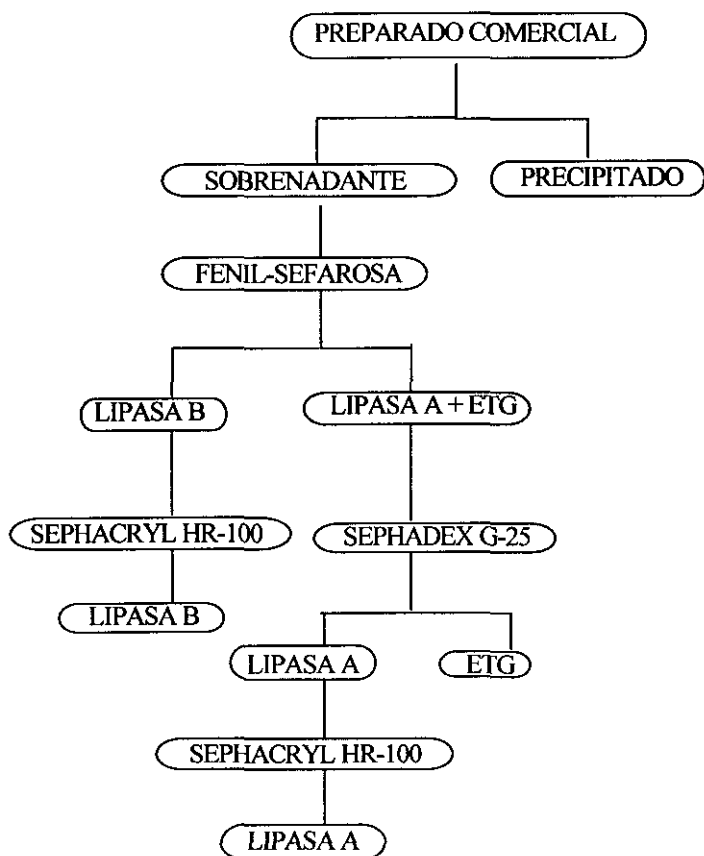 PREPARADO COMERCIAL
SOBRENADANTE
PRECIPITADO
FENIL-SEFAROSA
LIPASA B
LIPASA A + ETG
SEPHACRYL HR-100
SEPHADEX G-25
LIPASA B
LIPASA A
ETG
SEPHACRYL HR-100
LIPASA A